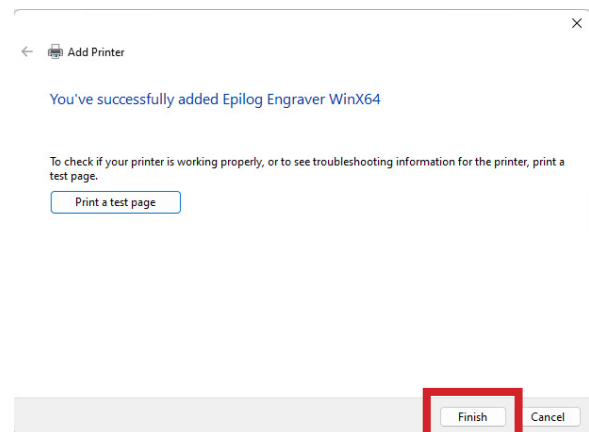 Add Printer
You've successfully added Epilog Engraver WinX64
To check if your printer is working properly, or to see troubleshooting information for the printer, print a
test page.
Print a test page
Finish
Cancel